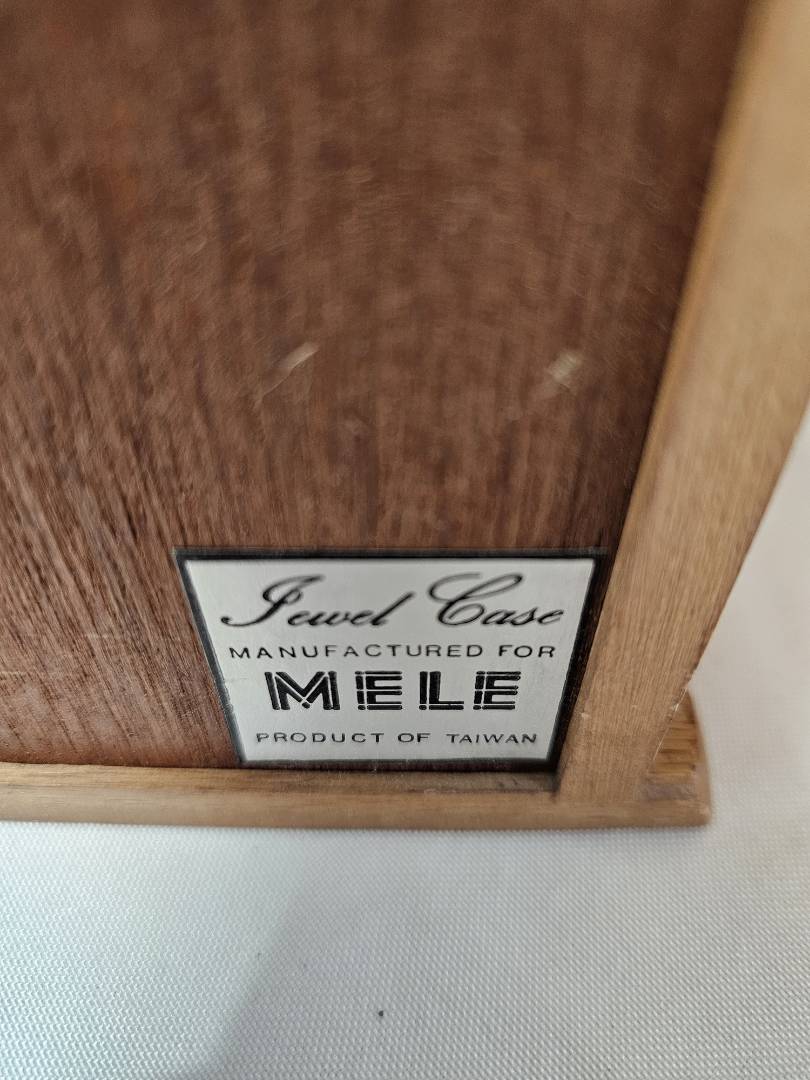 Jewel Case
MANUFACTURED FOR
MELE
PRODUCT OF TAIWAN